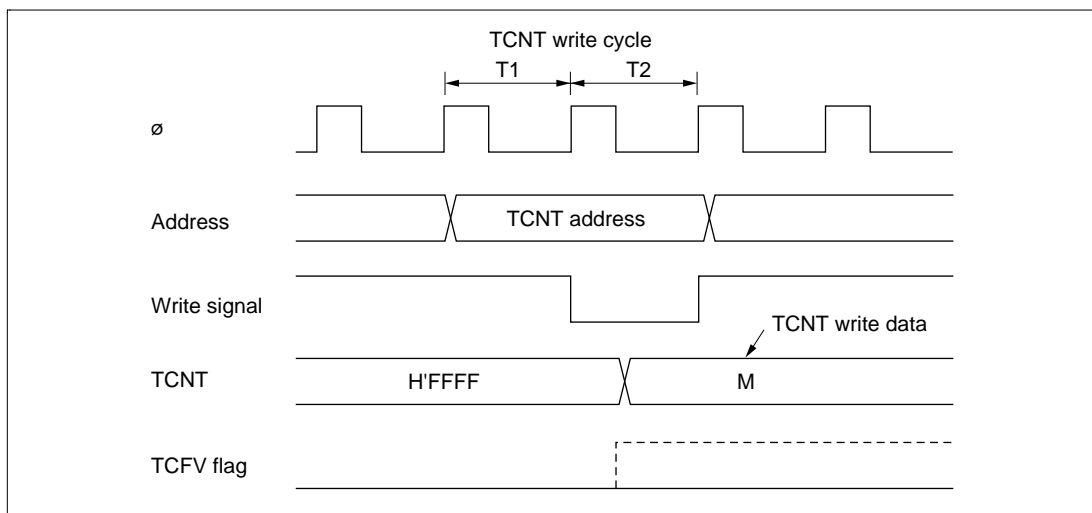 TCNT write cycle
T1 T2
ø
Address TCNT address
Write signal
TCNT write data
TCNT H'FFFF M
TCFV flag